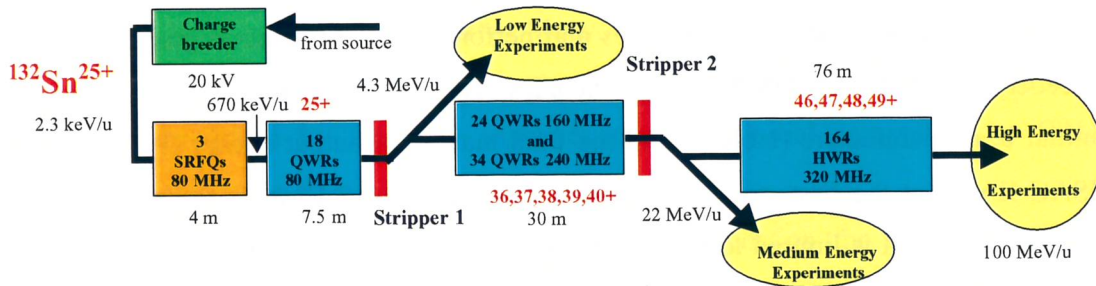 Charge
breeder
from source
20 kV
¹³²Sn²⁵⁺
2.3 keV/u
670 keV/u
25+
3
SRFQs
80 MHz
4 m
18
QWRs
80 MHz
7.5 m
Stripper 1
4.3 MeV/u
Low Energy
Experiments
24 QWRs 160 MHz
and
34 QWRs 240 MHz
36,37,38,39,40+
30 m
Stripper 2
22 MeV/u
Medium Energy
Experiments
76 m
46,47,48,49+
164
HWRs
320 MHz
High Energy
Experiments
100 MeV/u